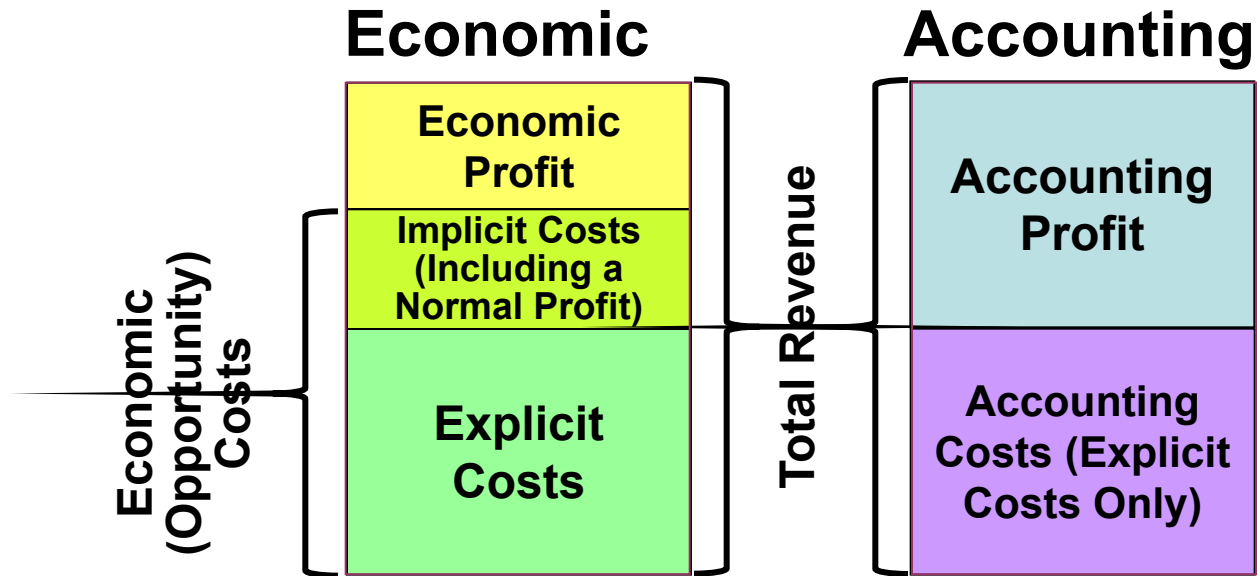 Economic
Accounting
Economic
Profit
Implicit Costs
(Including a
Normal Profit)
Explicit
Costs
Economic
(Opportunity)
Costs
Total Revenue
Accounting
Profit
Accounting
Costs (Explicit
Costs Only)